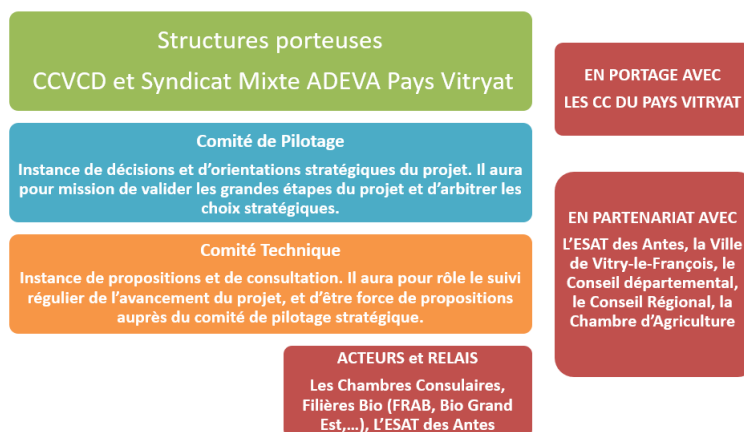 Structures porteuses
CCVCD et Syndicat Mixte ADEVA Pays Vitryat
EN PORTAGE AVEC
LES CC DU PAYS VITRYAT
Comité de Pilotage
Instance de décisions et d'orientations stratégiques du projet. Il aura
pour mission de valider les grandes étapes du projet et d'arbitrer les
choix stratégiques.
Comité Technique
Instance de propositions et de consultation. Il aura pour rôle le suivi
régulier de l'avancement du projet, et d'être force de propositions
auprès du comité de pilotage stratégique.
EN PARTENARIAT AVEC
L'ESAT des Antes, la Ville
de Vitry-le-François, le
Conseil départemental,
le Conseil Régional, la
Chambre d'Agriculture
ACTEURS et RELAIS
Les Chambres Consulaires,
Filières Bio (FRAB, Bio Grand
Est,...), L'ESAT des Antes